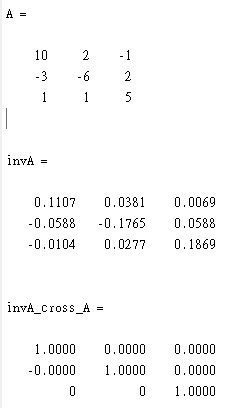 A =
10 2 -1
-3 -6 2
1 1 5
invA =
0.1107 0.0381 0.0069
-0.0588 -0.1765 0.0588
-0.0104 0.0277 0.1869
invA_cross_A =
1.0000 0.0000 0.0000
-0.0000 1.0000 0.0000
0 0 1.0000